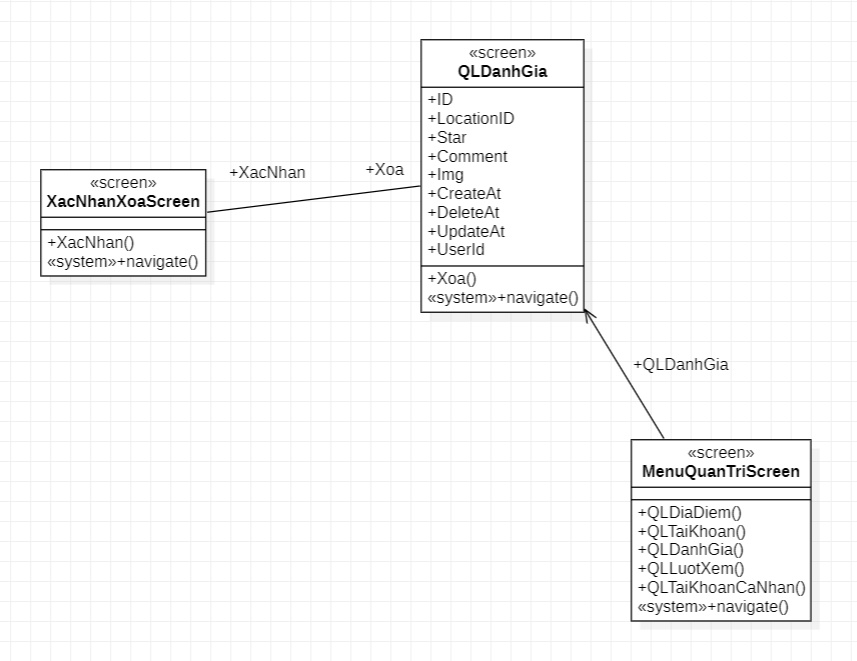 «screen»
QLDanhGia
+ID
+LocationID
+Star
+Comment
+Img
+CreateAt
+DeleteAt
+UpdateAt
+UserId
+Xoa()
«system»+navigate()
+XacNhan
+Xoa
«screen»
XacNhanXoaScreen
+XacNhan()
«system»+navigate()
+QLDanhGia
«screen»
MenuQuanTriScreen
+QLDiaDiem()
+QLTaiKhoan()
+QLDanhGia()
+QLLuotXem()
+QLTaiKhoanCaNhan()
«system»+navigate()